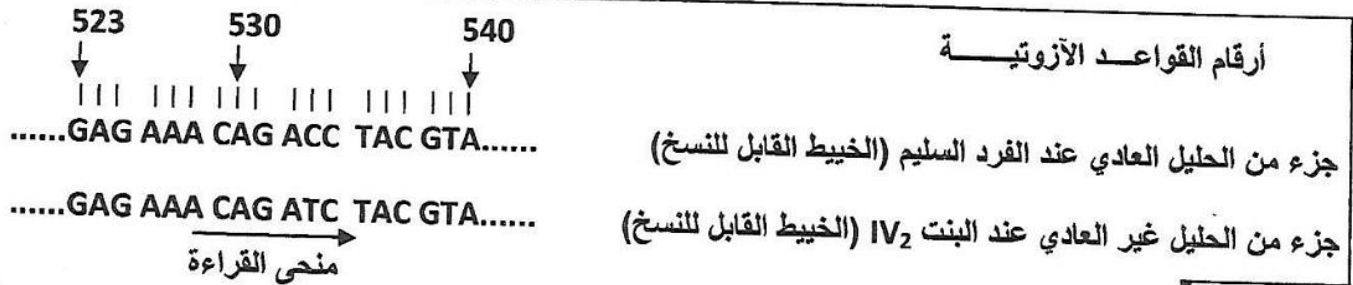 523 530 540
أرقام القواعد الآزوتية
......GAG AAA CAG ACC TAC GTA......
جزء من الحليل العادي عند الفرد السليم (الخييط القابل للنسخ)
......GAG AAA CAG ATC TAC GTA......
جزء من الحليل غير العادي عند البنت IV₂ (الخييط القابل للنسخ)
منحى القراءة